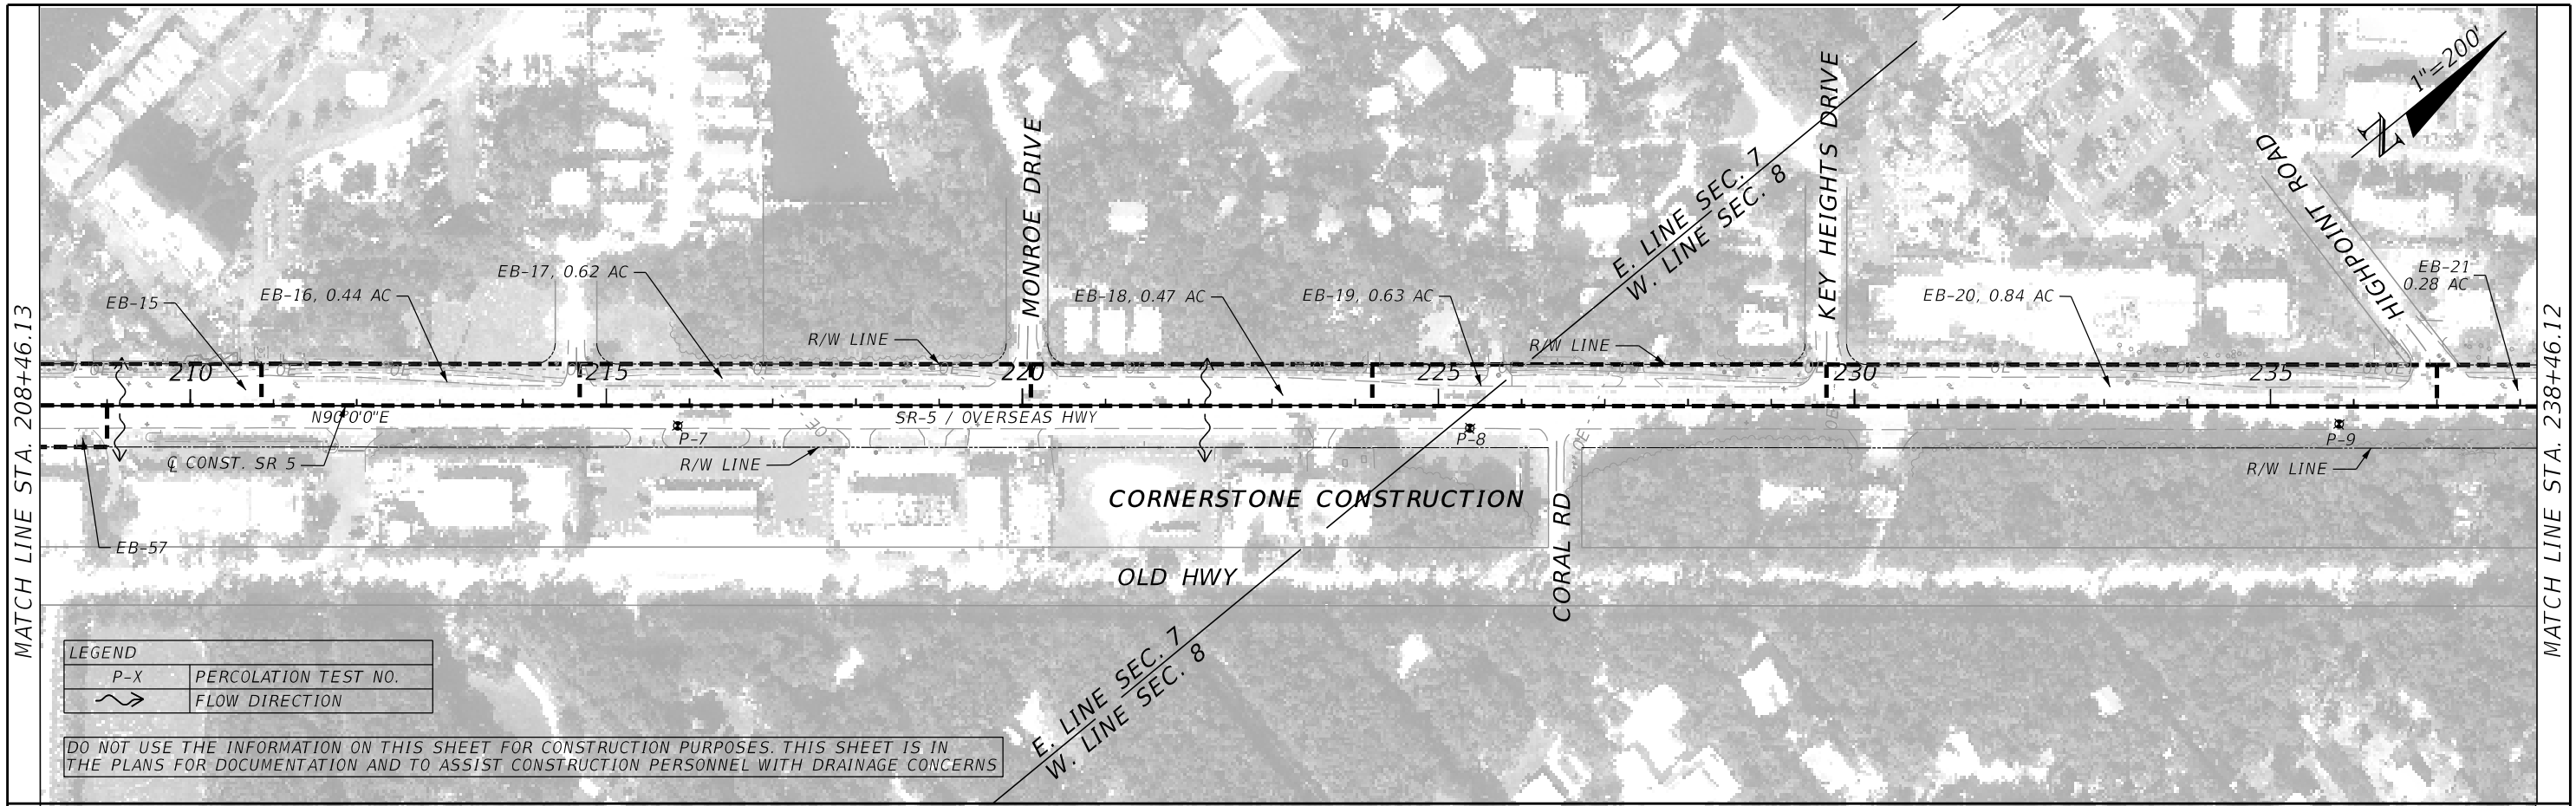 MATCH LINE STA. 208+46.13
MONROE DRIVE
KEY HEIGHTS DRIVE
HIGHPOINT ROAD
1"=200'
N
E. LINE SEC. 7
W. LINE SEC. 8
EB-15
EB-16, 0.44 AC
EB-17, 0.62 AC
R/W LINE
EB-18, 0.47 AC
EB-19, 0.63 AC
R/W LINE
EB-20, 0.84 AC
EB-21
0.28 AC
210
215
220
225
230
235
N90°0'0"E
SR-5 / OVERSEAS HWY
OE
P-7
P-8
P-9
℄ CONST. SR 5
R/W LINE
R/W LINE
CORNERSTONE CONSTRUCTION
EB-57
OLD HWY
CORAL RD
E. LINE SEC. 7
W. LINE SEC. 8
LEGEND
P-X PERCOLATION TEST NO.
FLOW DIRECTION
DO NOT USE THE INFORMATION ON THIS SHEET FOR CONSTRUCTION PURPOSES. THIS SHEET IS IN
THE PLANS FOR DOCUMENTATION AND TO ASSIST CONSTRUCTION PERSONNEL WITH DRAINAGE CONCERNS
MATCH LINE STA. 238+46.12